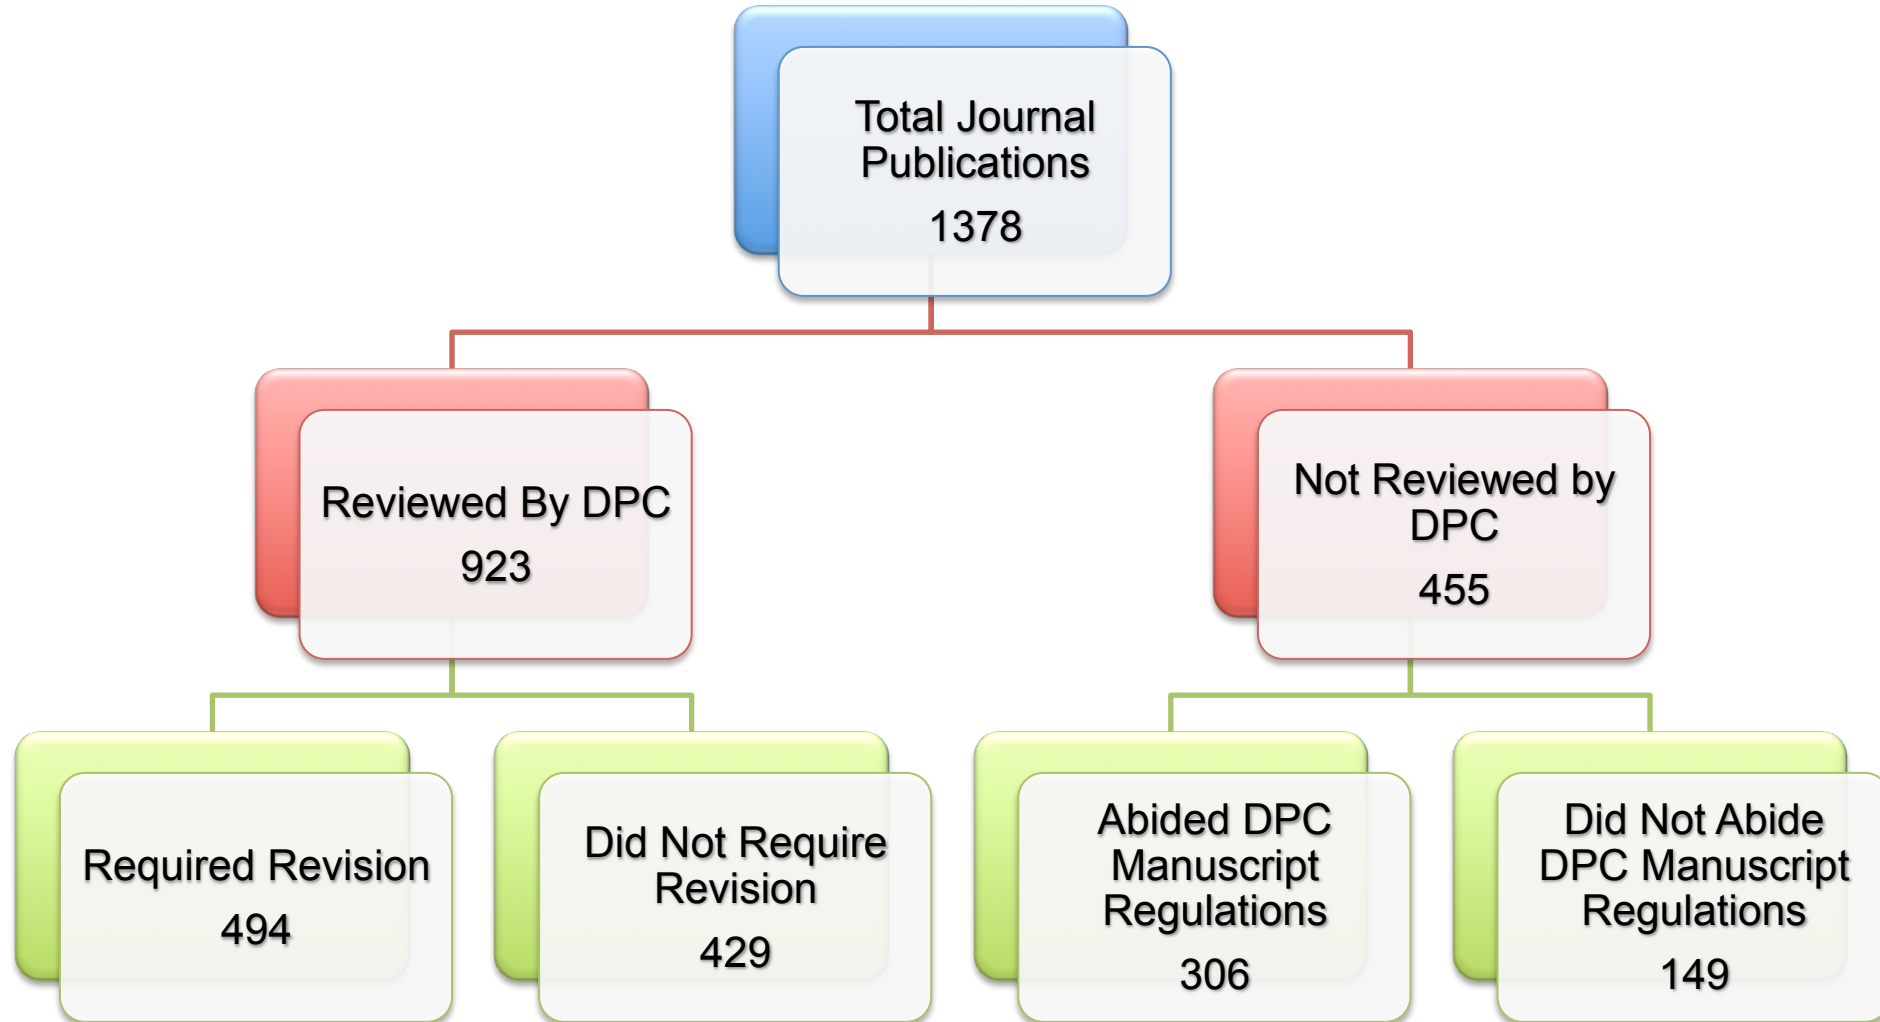 Total Journal
Publications
1378
Reviewed By DPC
923
Not Reviewed by
DPC
455
Required Revision
494
Did Not Require
Revision
429
Abided DPC
Manuscript
Regulations
306
Did Not Abide
DPC Manuscript
Regulations
149